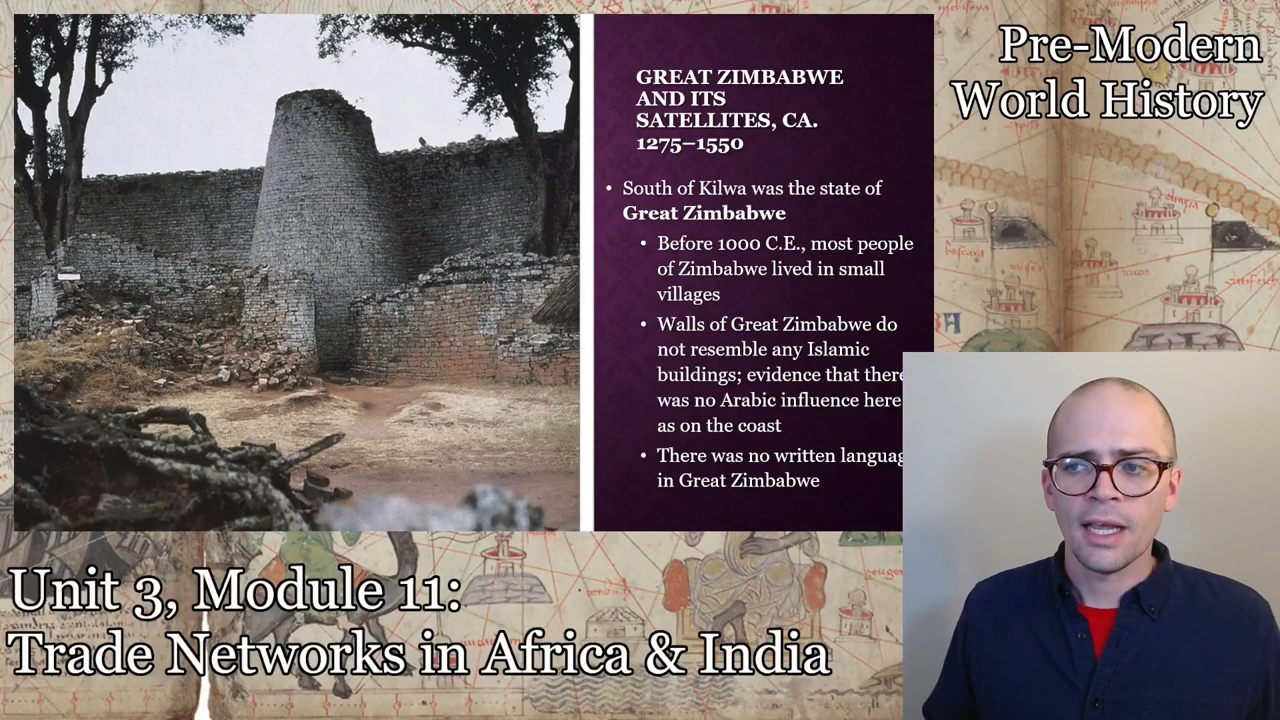 Pre-Modern
World History
GREAT ZIMBABWE
AND ITS
SATELLITES, CA.
1275–1550
• South of Kilwa was the state of
Great Zimbabwe
• Before 1000 C.E., most people
of Zimbabwe lived in small
villages
• Walls of Great Zimbabwe do
not resemble any Islamic
buildings; evidence that there
was no Arabic influence here
as on the coast
• There was no written languag
in Great Zimbabwe
Unit 3, Module 11:
Trade Networks in Africa & India